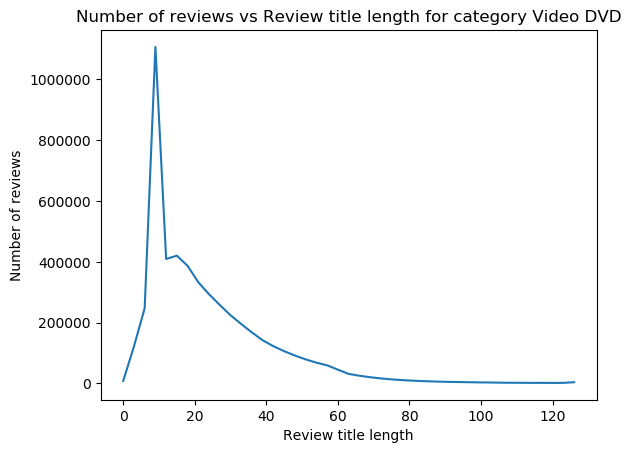 Number of reviews vs Review title length for category Video DVD
1000000
800000
600000
400000
200000
0
Number of reviews
0 20 40 60 80 100 120
Review title length